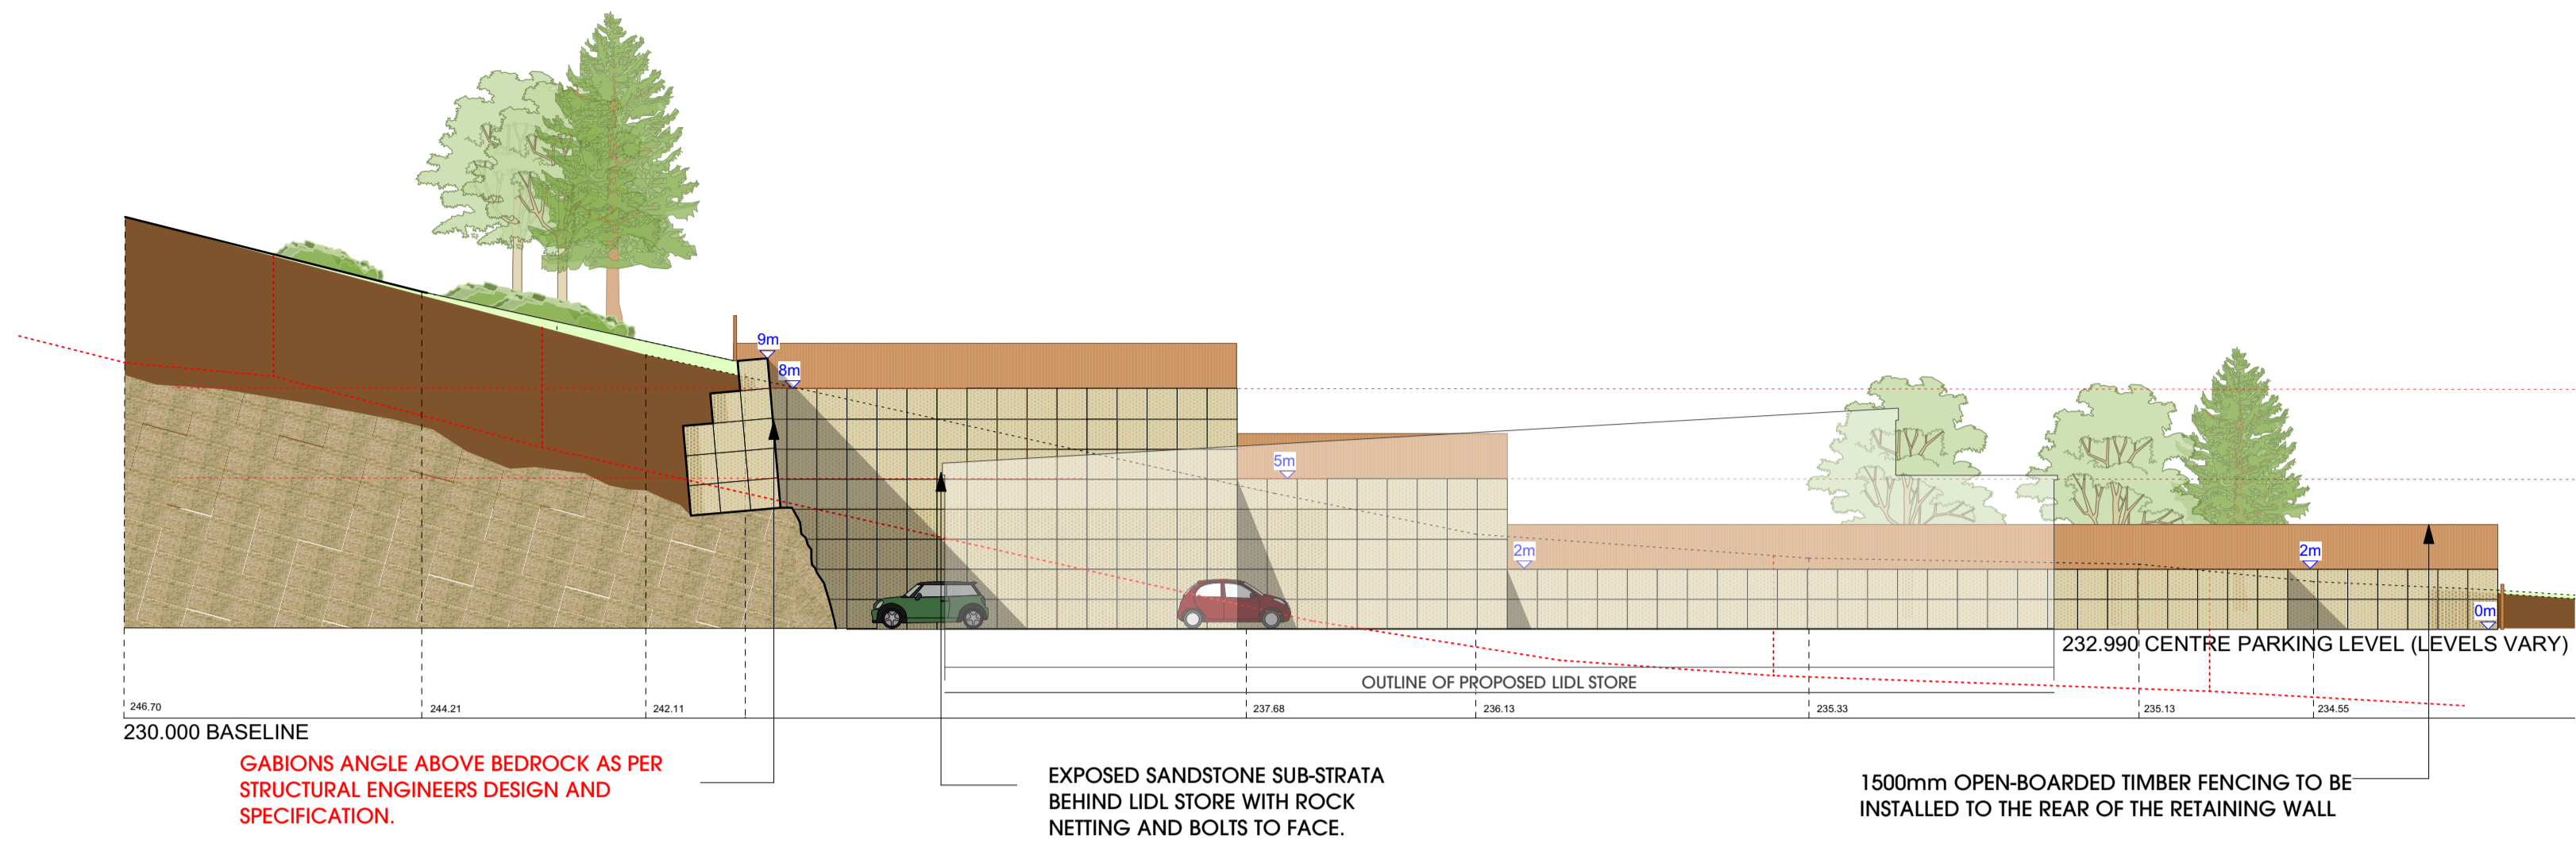 9m
8m
5m
2m
2m
0m
232.990 CENTRE PARKING LEVEL (LEVELS VARY)
OUTLINE OF PROPOSED LIDL STORE
246.70
244.21
242.11
237.68
236.13
235.33
235.13
234.55
230.000 BASELINE
GABIONS ANGLE ABOVE BEDROCK AS PER
STRUCTURAL ENGINEERS DESIGN AND
SPECIFICATION.
EXPOSED SANDSTONE SUB-STRATA
BEHIND LIDL STORE WITH ROCK
NETTING AND BOLTS TO FACE.
1500mm OPEN-BOARDED TIMBER FENCING TO BE
INSTALLED TO THE REAR OF THE RETAINING WALL